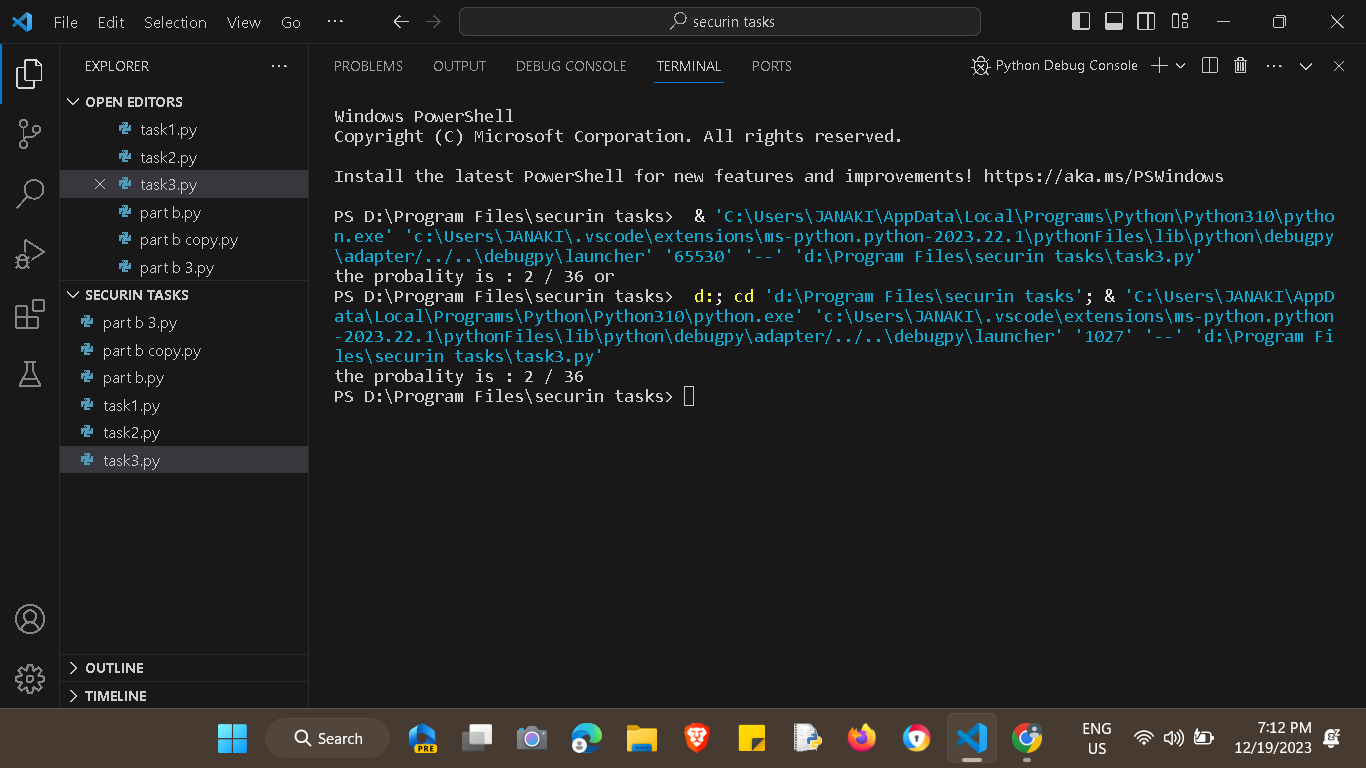 File Edit Selection View Go ··· securin tasks
EXPLORER ···
OPEN EDITORS
task1.py
task2.py
task3.py
part b.py
part b copy.py
part b 3.py
SECURIN TASKS
part b 3.py
part b copy.py
part b.py
task1.py
task2.py
task3.py
OUTLINE
TIMELINE
PROBLEMS OUTPUT DEBUG CONSOLE TERMINAL PORTS Python Debug Console
Windows PowerShell
Copyright (C) Microsoft Corporation. All rights reserved.
Install the latest PowerShell for new features and improvements! https://aka.ms/PSWindows
PS D:\Program Files\securin tasks>  & 'C:\Users\JANAKI\AppData\Local\Programs\Python\Python310\pytho
n.exe' 'c:\Users\JANAKI\.vscode\extensions\ms-python.python-2023.22.1\pythonFiles\lib\python\debugpy
\adapter/../..\debugpy\launcher' '65530' '--' 'd:\Program Files\securin tasks\task3.py'
the probality is : 2 / 36 or
PS D:\Program Files\securin tasks>  d:; cd 'd:\Program Files\securin tasks'; & 'C:\Users\JANAKI\AppD
ata\Local\Programs\Python\Python310\python.exe' 'c:\Users\JANAKI\.vscode\extensions\ms-python.python
-2023.22.1\pythonFiles\lib\python\debugpy\adapter/../..\debugpy\launcher' '1027' '--' 'd:\Program Fi
les\securin tasks\task3.py'
the probality is : 2 / 36
PS D:\Program Files\securin tasks>
Search
PRE
ENG
US
7:12 PM
12/19/2023